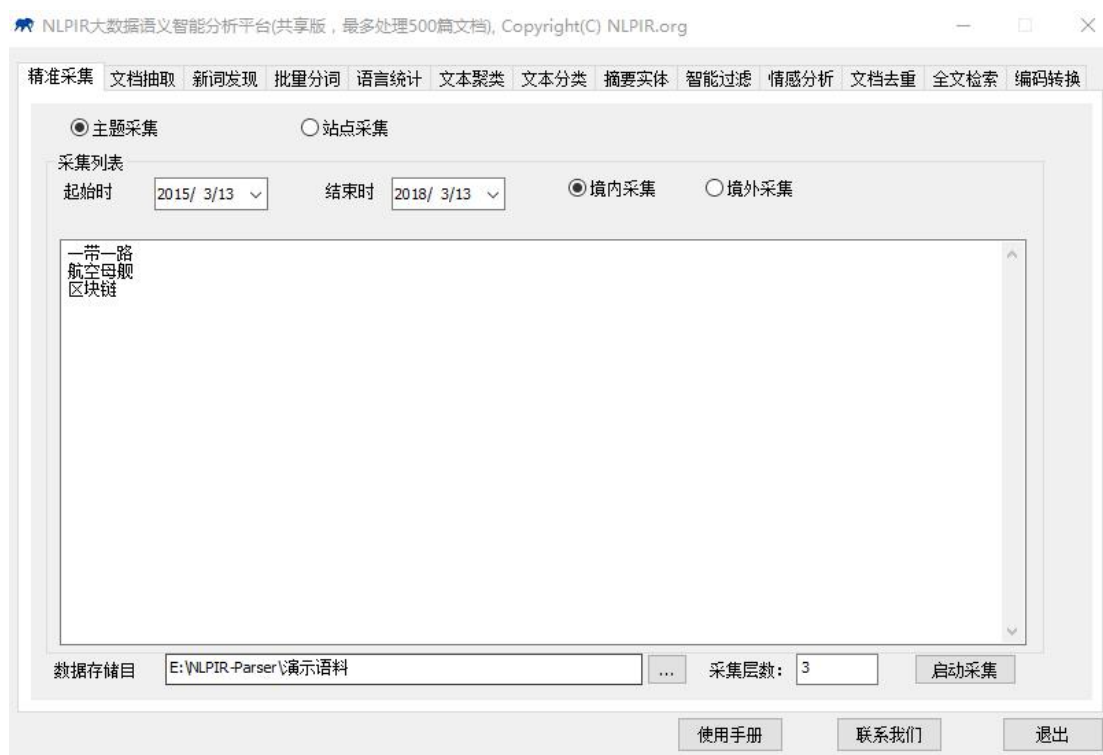 NLPIR大数据语义智能分析平台(共享版，最多处理500篇文档), Copyright(C) NLPIR.org
精准采集 文档抽取 新词发现 批量分词 语言统计 文本聚类 文本分类 摘要实体 智能过滤 情感分析 文档去重 全文检索 编码转换
主题采集 站点采集
采集列表
起始时 2015/ 3/13 结束时 2018/ 3/13 境内采集 境外采集
一带一路
航空母舰
区块链
数据存储目 E:\NLPIR-Parser\演示语料 ... 采集层数： 3 启动采集
使用手册 联系我们 退出